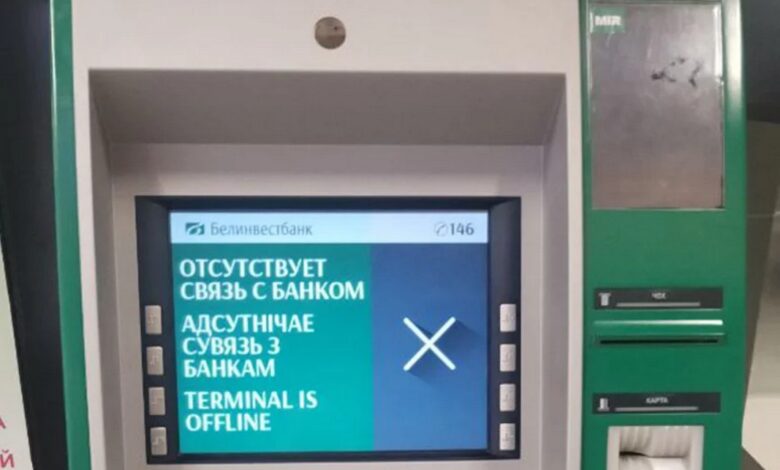 MIR
Белинвестбанк
146
ОТСУТСТВУЕТ
СВЯЗЬ С БАНКОМ
АДСУТНІЧАЕ
СУВЯЗЬ З
БАНКАМ
TERMINAL IS
OFFLINE
ЧЕК
КАРТА
А
Й